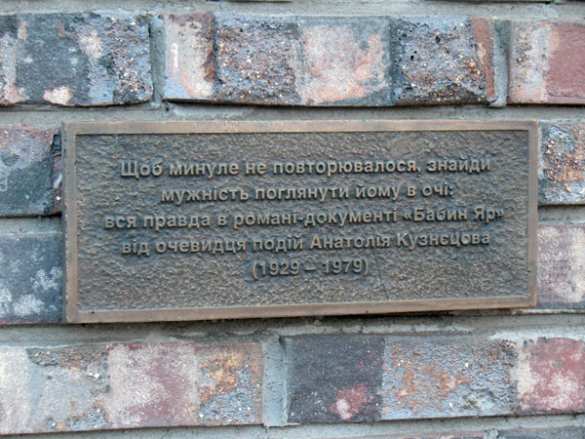 Щоб минуле не повторювалося, знайди
мужність поглянути йому в очі:
вся правда в романі-документі «Бабин Яр»
від очевидця подій Анатолія Кузнєцова
(1929 – 1979)